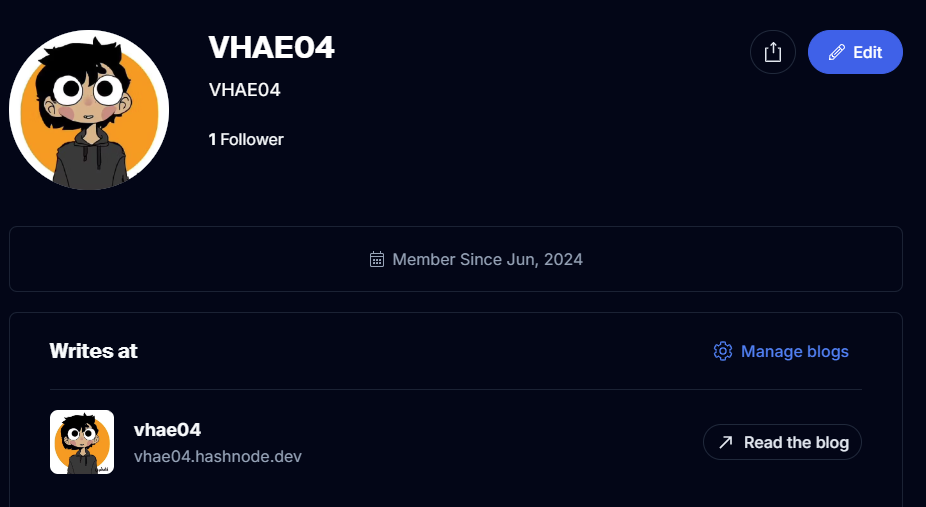 VHAE04
Edit
VHAE04
1 Follower
Member Since Jun, 2024
Writes at
Manage blogs
vhae04
vhae04.hashnode.dev
Read the blog